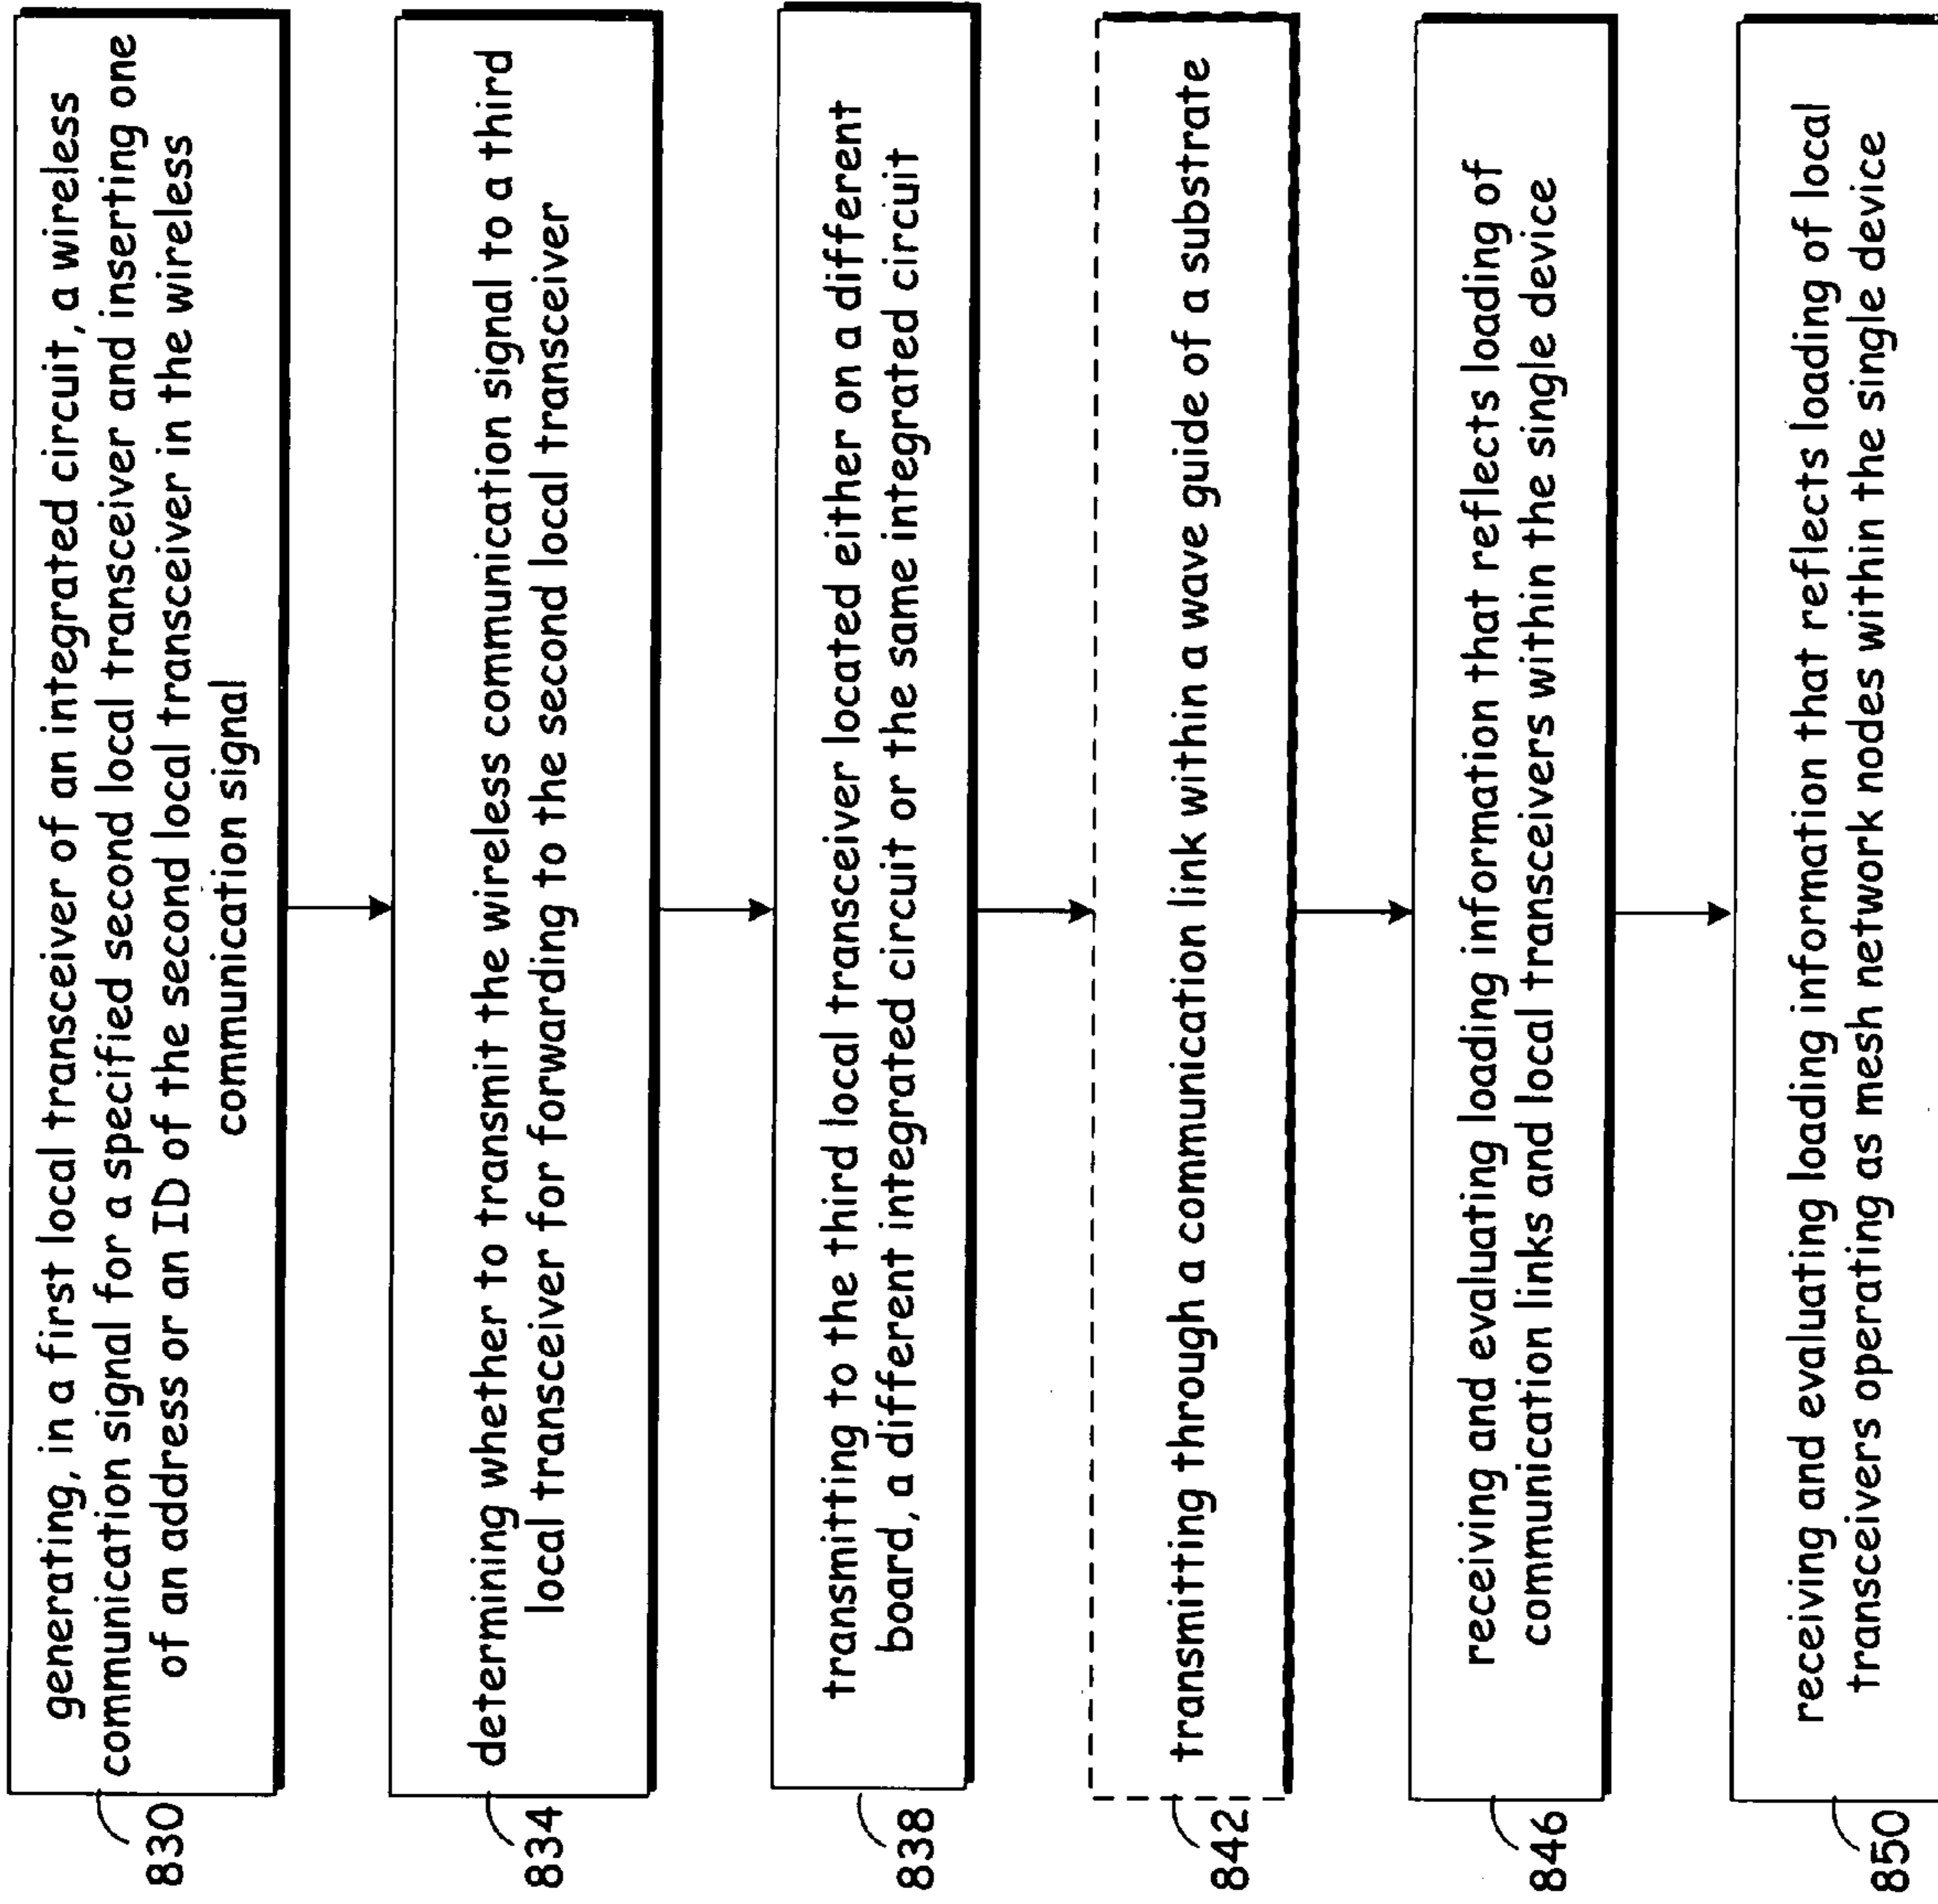 generating, in a first local transceiver of an integrated circuit, a wireless
communication signal for a specified second local transceiver and inserting one
of an address or an ID of the second local transceiver in the wireless
communication signal
830
determining whether to transmit the wireless communication signal to a third
local transceiver for forwarding to the second local transceiver
834
transmitting to the third local transceiver located either on a different
board, a different integrated circuit or the same integrated circuit
838
transmitting through a communication link within a wave guide of a substrate
842
receiving and evaluating loading information that reflects loading of
communication links and local transceivers within the single device
846
receiving and evaluating loading information that reflects loading of local
transceivers operating as mesh network nodes within the single device
850